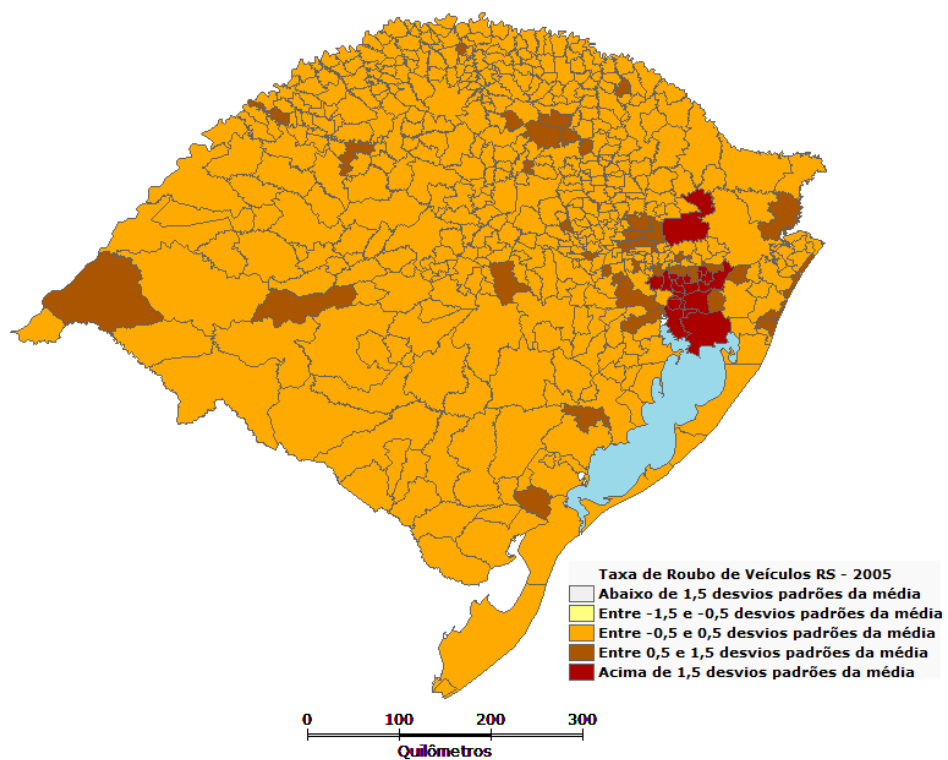 Taxa de Roubo de Veículos RS - 2005
Abaixo de 1,5 desvios padrões da média
Entre -1,5 e -0,5 desvios padrões da média
Entre -0,5 e 0,5 desvios padrões da média
Entre 0,5 e 1,5 desvios padrões da média
Acima de 1,5 desvios padrões da média
0 100 200 300
Quilômetros